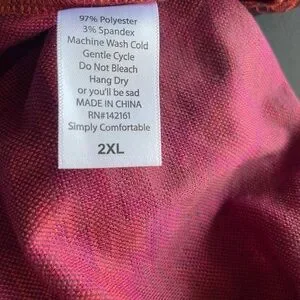 97% Polyester
3% Spandex
Machine Wash Cold
Gentle Cycle
Do Not Bleach
Hang Dry
or you'll be sad
MADE IN CHINA
RN#142161
Simply Comfortable
2XL